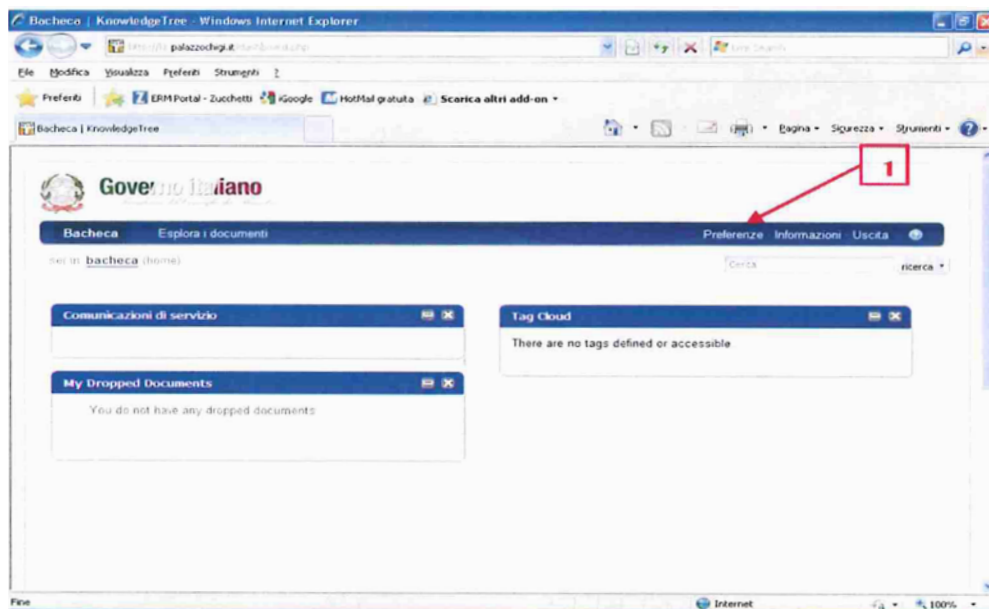 Bacheca | KnowledgeTree - Windows Internet Explorer
palazzochigi.it
File Modifica Visualizza Preferiti Strumenti ?
Preferiti ERM Portal - Zucchetti iGoogle HotMail gratuita Scarica altri add-on
Bacheca | KnowledgeTree Pagina Sicurezza Strumenti
1
Governo italiano
Bacheca Esplora i documenti Preferenze Informazioni Uscita
sei in: bacheca (home) Cerca ricerca
Comunicazioni di servizio
Tag Cloud
There are no tags defined or accessible
My Dropped Documents
You do not have any dropped documents
Fine Internet 100%